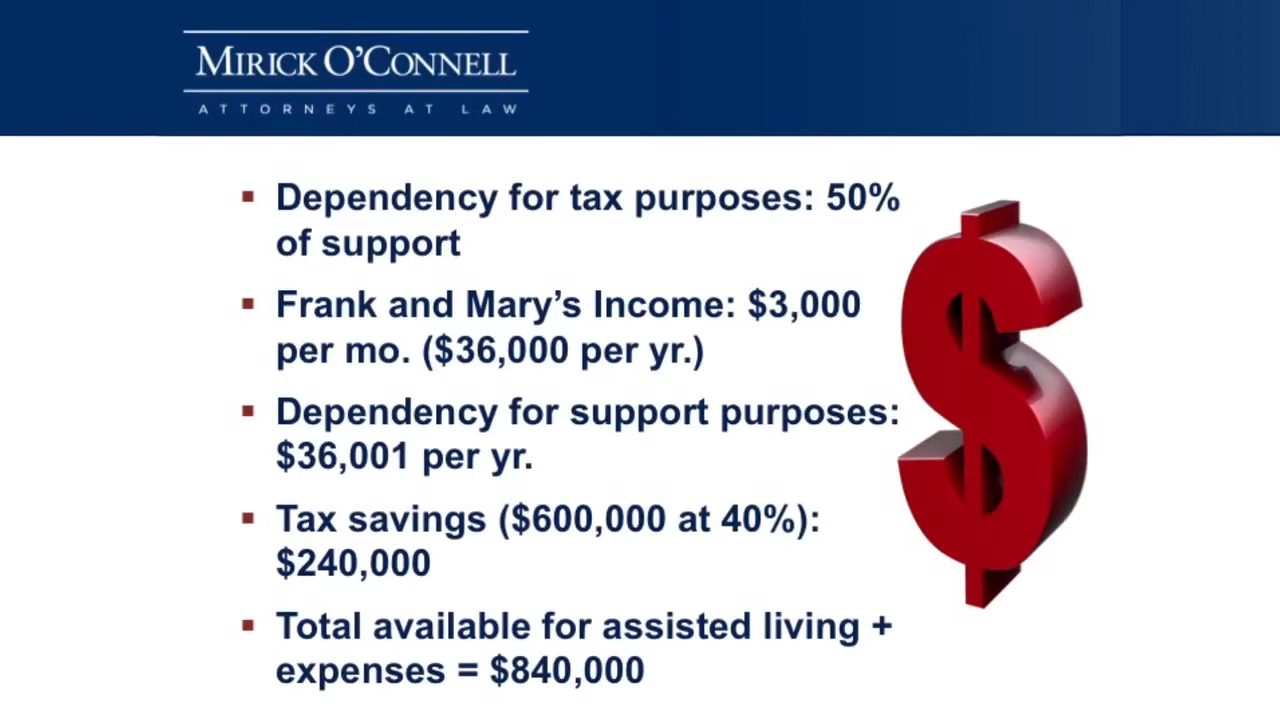 MIRICK O'CONNELL
ATTORNEYS AT LAW
▪ Dependency for tax purposes: 50%
of support
▪ Frank and Mary’s Income: $3,000
per mo. ($36,000 per yr.)
▪ Dependency for support purposes:
$36,001 per yr.
▪ Tax savings ($600,000 at 40%):
$240,000
▪ Total available for assisted living +
expenses = $840,000
$